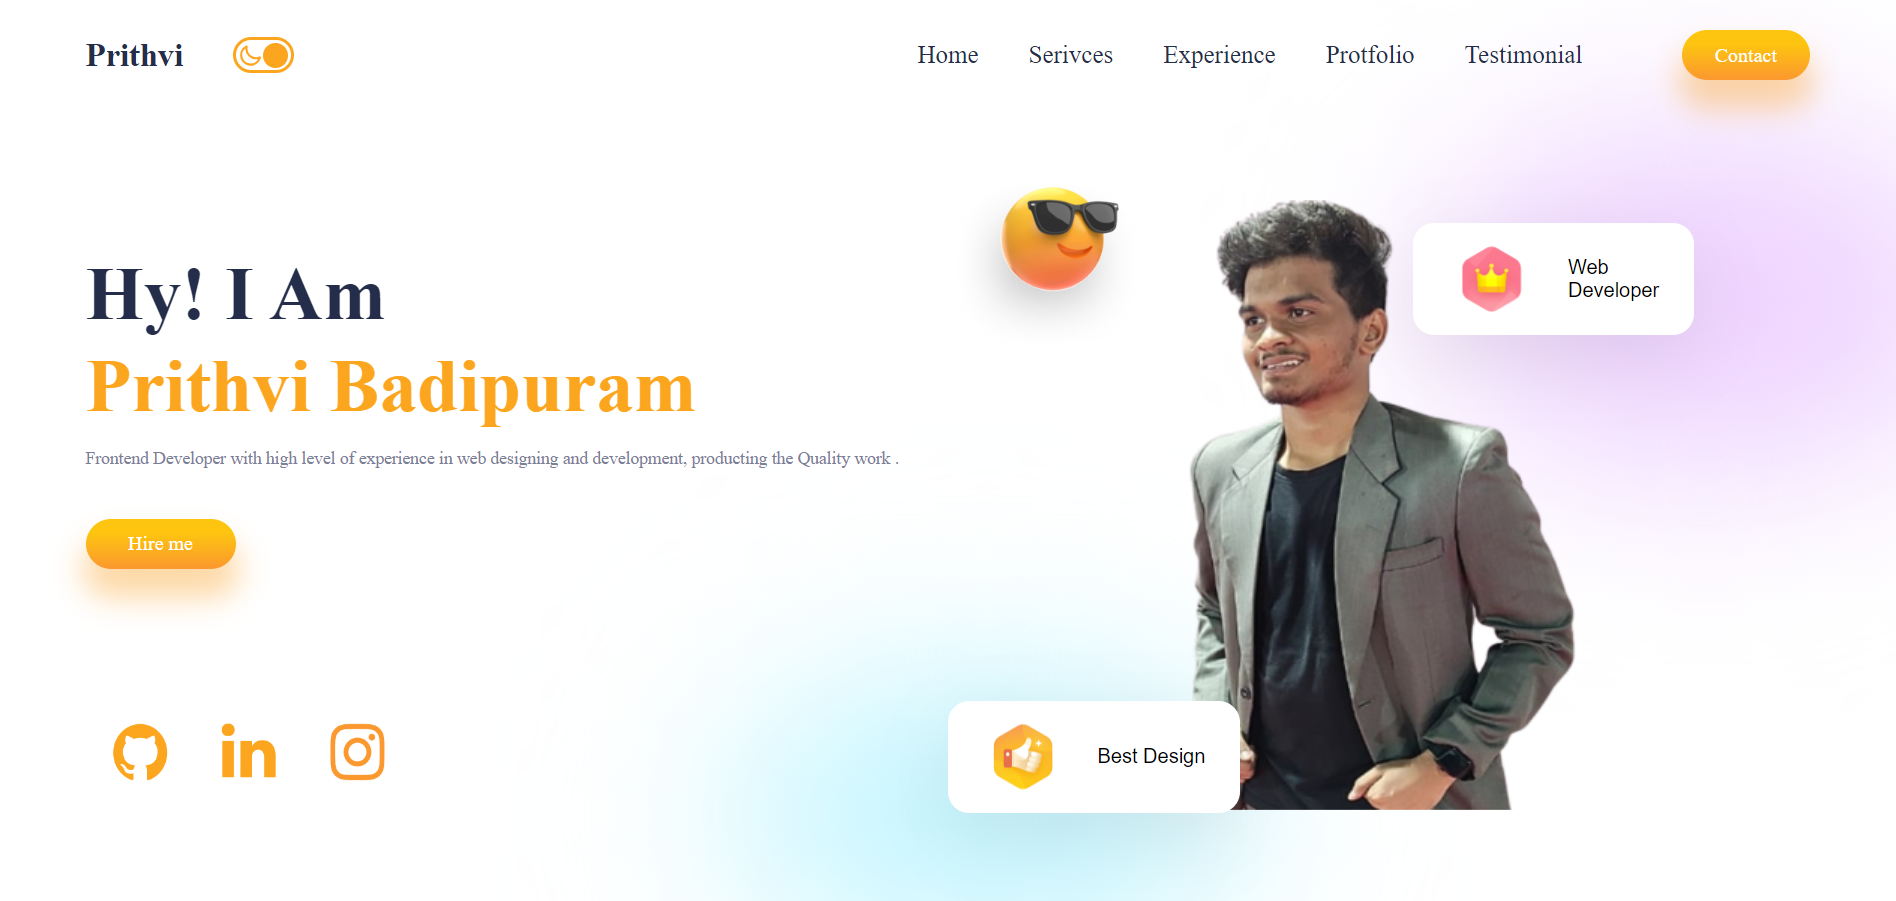 Prithvi
Home
Serivces
Experience
Protfolio
Testimonial
Contact
Hy! I Am
Prithvi Badipuram
Frontend Developer with high level of experience in web designing and development, producting the Quality work .
Hire me
Web
Developer
Best Design